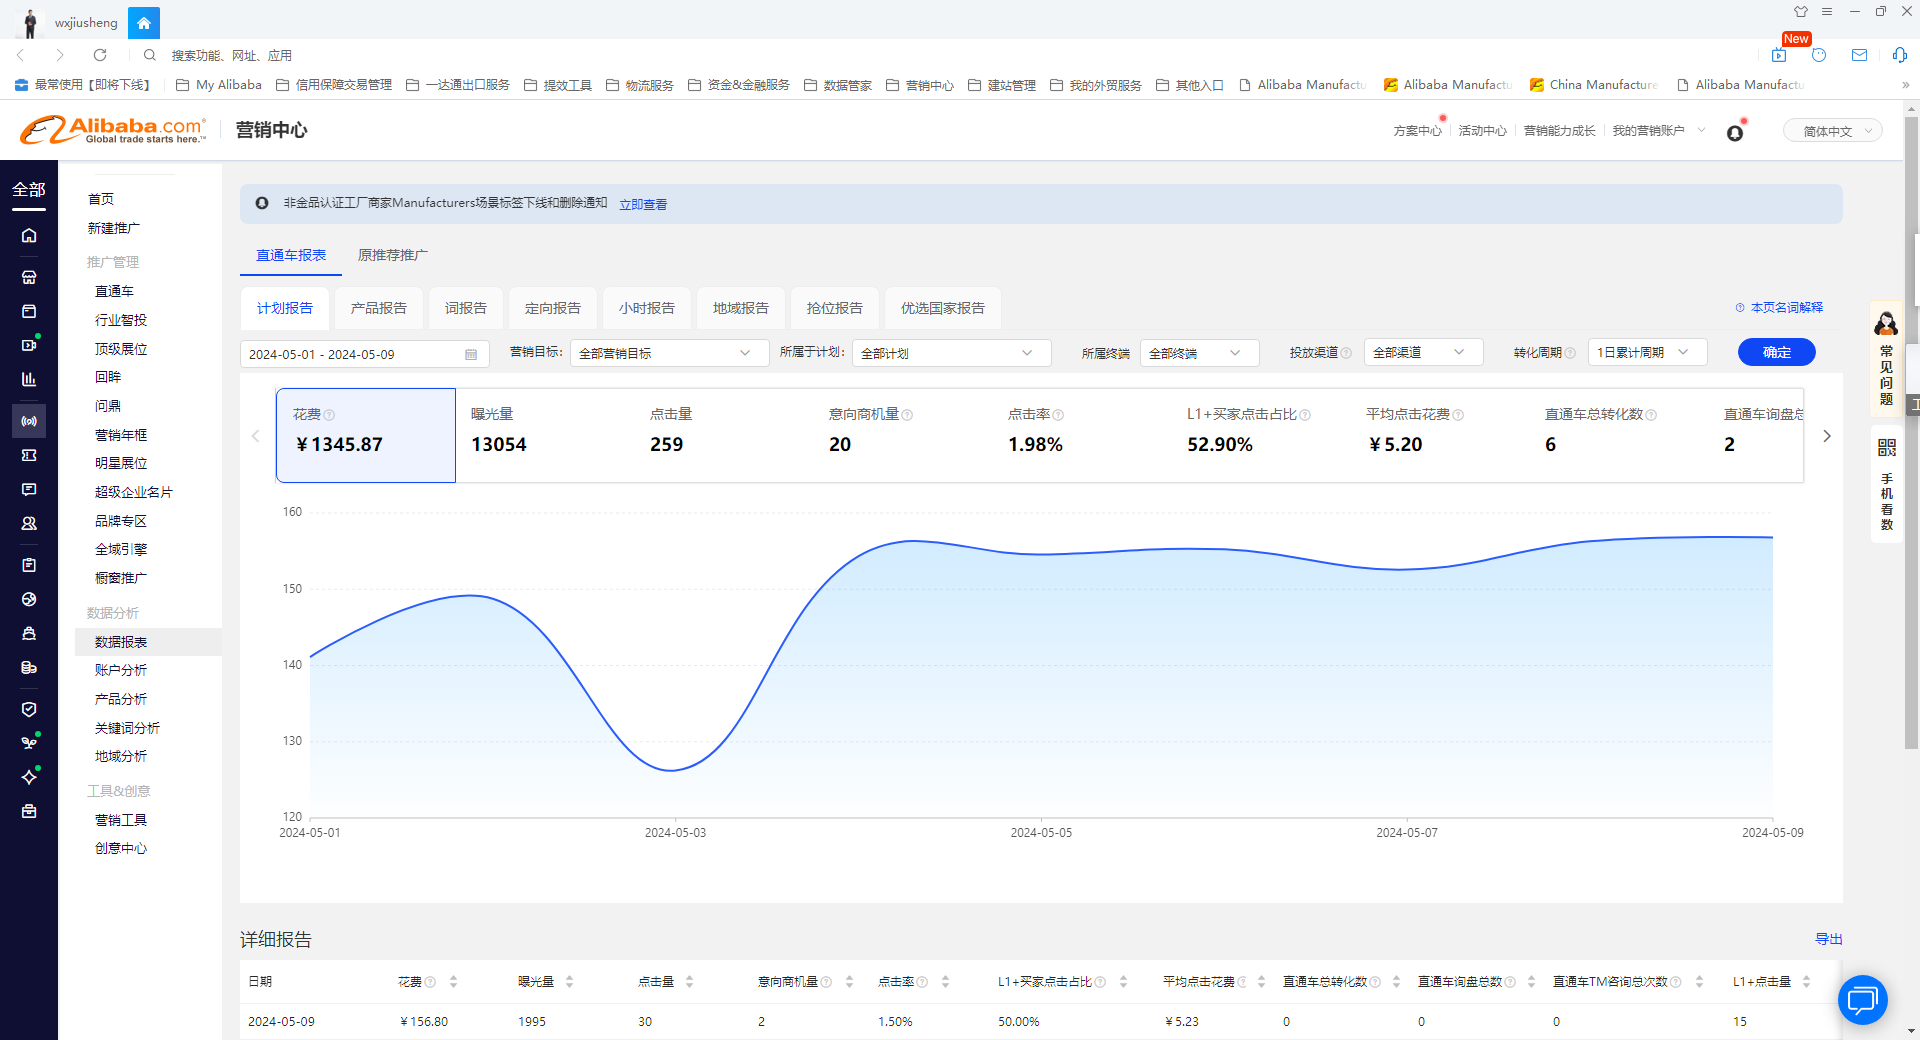 wxjiusheng
New
搜索功能、网址、应用
最常使用【即将下线】 My Alibaba 信用保障交易管理 一达通出口服务 提效工具 物流服务 资金&金融服务 数据管家 营销中心 建站管理 我的外贸服务 其他入口 Alibaba Manufactu Alibaba Manufactu China Manufacture Alibaba Manufactu
Alibaba.com
Global trade starts here.™
营销中心
方案中心 活动中心 营销能力成长 我的营销账户 简体中文
全部
首页
新建推广
推广管理
直通车
行业智投
顶级展位
回眸
问鼎
营销年框
明星展位
超级企业名片
品牌专区
全域引擎
橱窗推广
数据分析
数据报表
账户分析
产品分析
关键词分析
地域分析
工具&创意
营销工具
创意中心
非金品认证工厂商家Manufacturers场景标签下线和删除通知 立即查看
直通车报表 原推荐推广
计划报告 产品报告 词报告 定向报告 小时报告 地域报告 抢位报告 优选国家报告 本页名词解释
2024-05-01 - 2024-05-09 营销目标: 全部营销目标 所属于计划: 全部计划 所属终端 全部终端 投放渠道 全部渠道 转化周期 1日累计周期 确定
花费 曝光量 点击量 意向商机量 点击率 L1+买家点击占比 平均点击花费 直通车总转化数 直通车询盘总
¥1345.87 13054 259 20 1.98% 52.90% ¥5.20 6 2
160
150
140
130
120
2024-05-01 2024-05-03 2024-05-05 2024-05-07 2024-05-09
详细报告 导出
日期 花费 曝光量 点击量 意向商机量 点击率 L1+买家点击占比 平均点击花费 直通车总转化数 直通车询盘总数 直通车TM咨询总次数 L1+点击量
2024-05-09 ¥156.80 1995 30 2 1.50% 50.00% ¥5.23 0 0 0 15
常见问题
手机看数